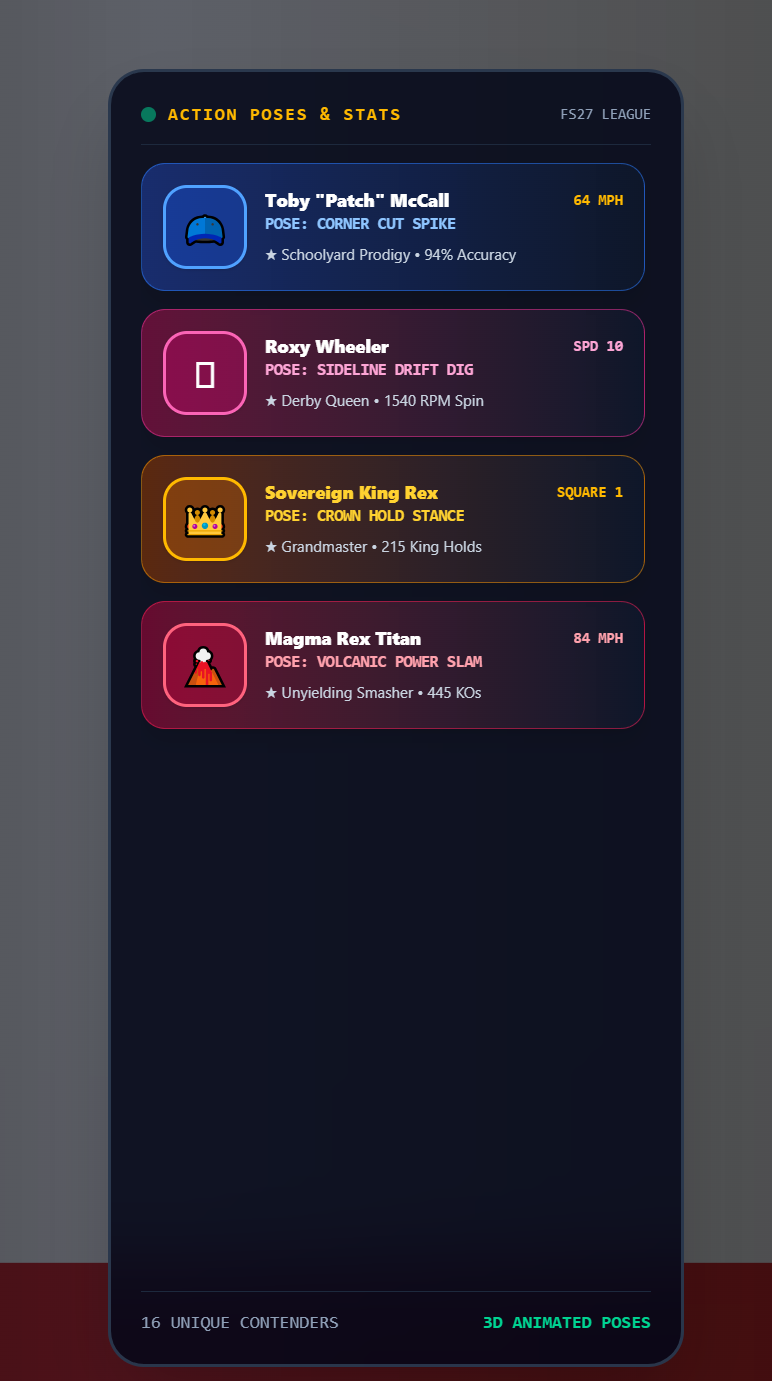 ACTION POSES & STATS
FS27 LEAGUE
Toby "Patch" McCall
64 MPH
POSE: CORNER CUT SPIKE
★ Schoolyard Prodigy • 94% Accuracy
Roxy Wheeler
SPD 10
POSE: SIDELINE DRIFT DIG
★ Derby Queen • 1540 RPM Spin
Sovereign King Rex
SQUARE 1
POSE: CROWN HOLD STANCE
★ Grandmaster • 215 King Holds
Magma Rex Titan
84 MPH
POSE: VOLCANIC POWER SLAM
★ Unyielding Smasher • 445 KOs
16 UNIQUE CONTENDERS
3D ANIMATED POSES